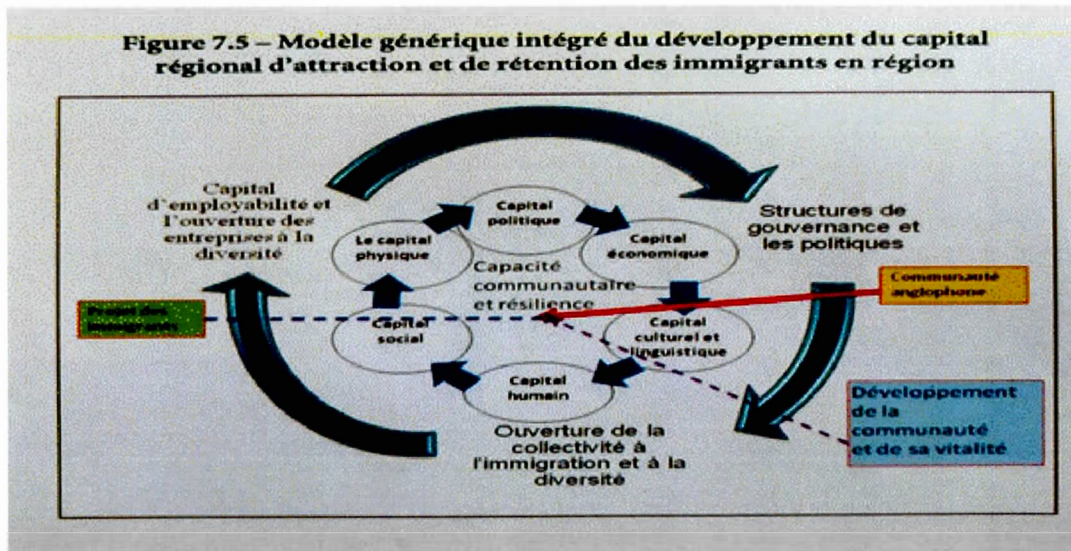 Figure 7.5 – Modèle générique intégré du développement du capital
régional d'attraction et de rétention des immigrants en région
Capital
d'employabilité et
l'ouverture des
entreprises à la
diversité
Capital
politique
Le capital
physique
Capital
économique
Structures de
gouvernance et
les politiques
Capacité
communautaire
et résilience
Communauté
anglophone
Projet des
immigrants
Capital
social
Capital
culturel et
linguistique
Capital
humain
Développement
de la
communauté
et de sa vitalité
Ouverture de la
collectivité à
l'immigration et à la
diversité